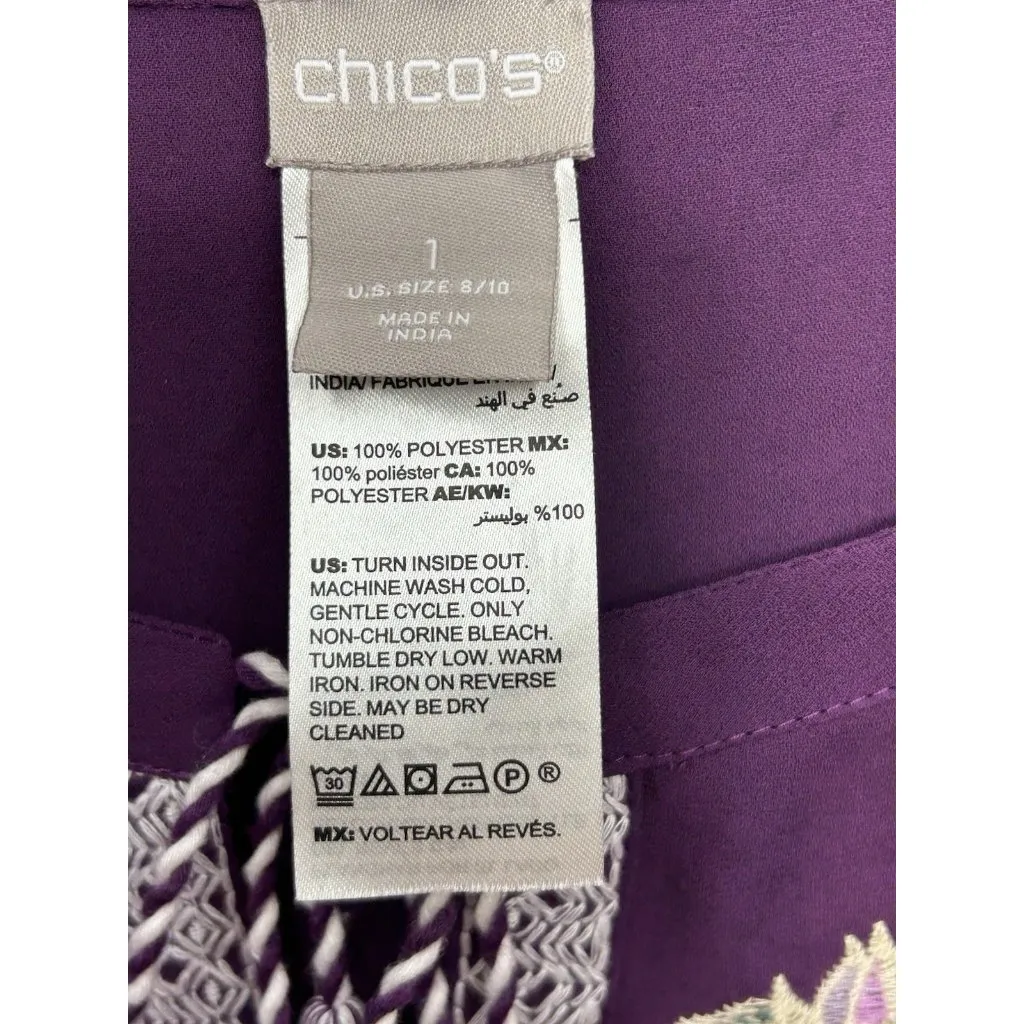 chico's®
1
U.S. SIZE 8/10
MADE IN
INDIA
INDIA/ FABRIQUÉ
صنع في الهند
US: 100% POLYESTER MX:
100% poliéster CA: 100%
POLYESTER AE/KW:
100% بوليستر
US: TURN INSIDE OUT.
MACHINE WASH COLD,
GENTLE CYCLE. ONLY
NON-CHLORINE BLEACH.
TUMBLE DRY LOW. WARM
IRON. IRON ON REVERSE
SIDE. MAY BE DRY
CLEANED
30 P ®
MX: VOLTEAR AL REVÉS.